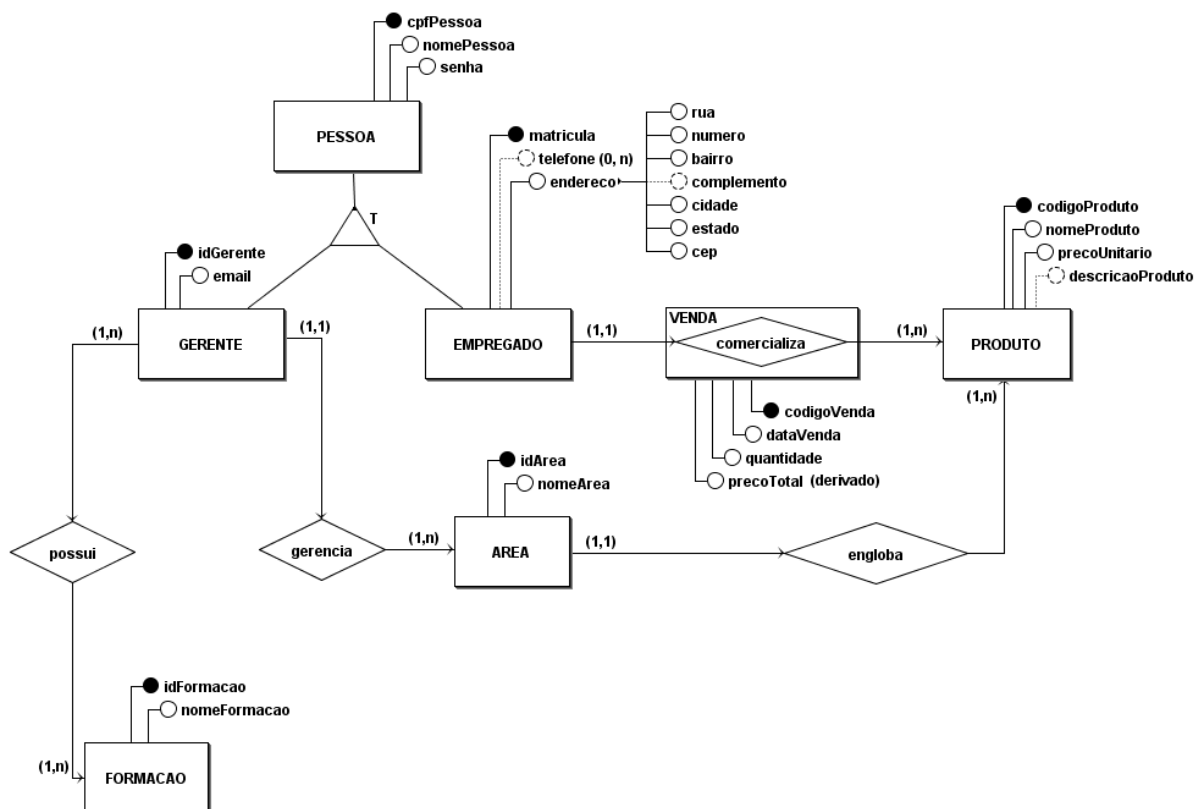 cpfPessoa
nomePessoa
senha
PESSOA
T
matricula
telefone (0, n)
endereco
rua
numero
bairro
complemento
cidade
estado
cep
idGerente
email
codigoProduto
nomeProduto
precoUnitario
descricaoProduto
(1,n)
GERENTE
(1,1)
EMPREGADO
(1,1)
VENDA
comercializa
(1,n)
PRODUTO
(1,n)
codigoVenda
dataVenda
quantidade
precoTotal (derivado)
idArea
nomeArea
possui
gerencia
(1,n)
AREA
(1,1)
engloba
idFormacao
nomeFormacao
(1,n)
FORMACAO